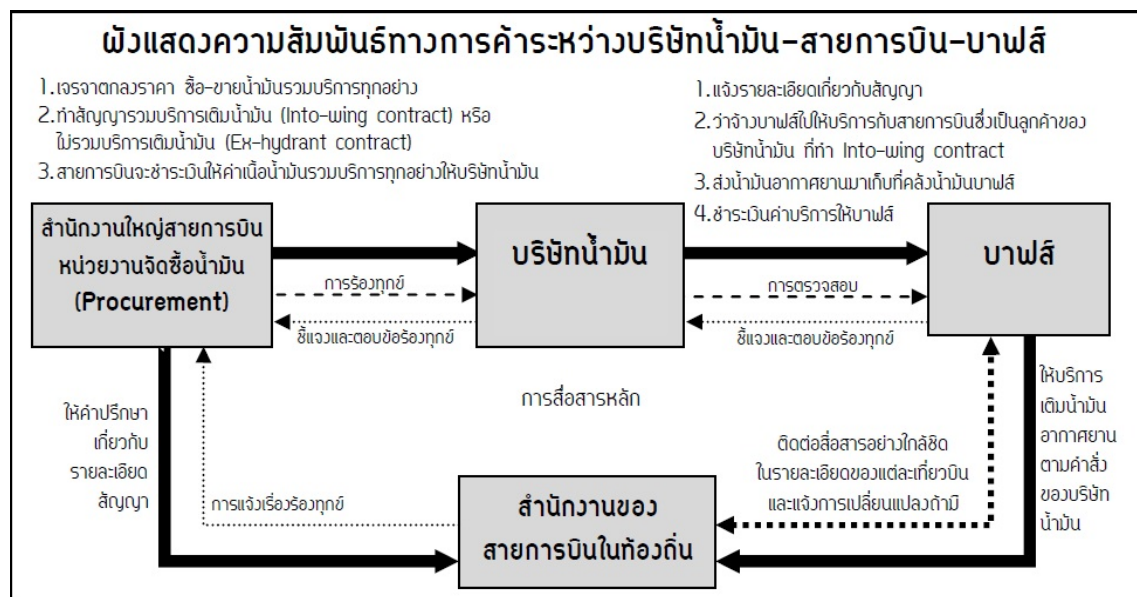 ผังแสดงความสัมพันธ์ทางการค้าระหว่างบริษัทน้ำมัน-สายการบิน-บาฟส์
1.เจรจาตกลงราคา ซื้อ-ขายน้ำมันรวมบริการทุกอย่าง
2.ทำสัญญารวมบริการเติมน้ำมัน (Into-wing contract) หรือ
ไม่รวมบริการเติมน้ำมัน (Ex-hydrant contract)
3.สายการบินจะชำระเงินให้ค่าเนื้อน้ำมันรวมบริการทุกอย่างให้บริษัทน้ำมัน
1.แจ้งรายละเอียดเกี่ยวกับสัญญา
2.ว่าจ้างบาฟส์ไปให้บริการกับสายการบินซึ่งเป็นลูกค้าของ
บริษัทน้ำมัน ที่ทำ Into-wing contract
3.ส่งน้ำมันอากาศยานมาเก็บที่คลังน้ำมันบาฟส์
4.ชำระเงินค่าบริการให้บาฟส์
สำนักงานใหญ่สายการบิน
หน่วยงานจัดซื้อน้ำมัน
(Procurement)
บริษัทน้ำมัน
บาฟส์
การร้องทุกข์
ชี้แจงและตอบข้อร้องทุกข์
การตรวจสอบ
ชี้แจงและตอบข้อร้องทุกข์
การสื่อสารหลัก
ให้คำปรึกษา
เกี่ยวกับ
รายละเอียด
สัญญา
การแจ้งเรื่องร้องทุกข์
สำนักงานของ
สายการบินในท้องถิ่น
ติดต่อสื่อสารอย่างใกล้ชิด
ในรายละเอียดของแต่ละเที่ยวบิน
และแจ้งการเปลี่ยนแปลงถ้ามี
ให้บริการ
เติมน้ำมัน
อากาศยาน
ตามคำสั่ง
ของบริษัท
น้ำมัน